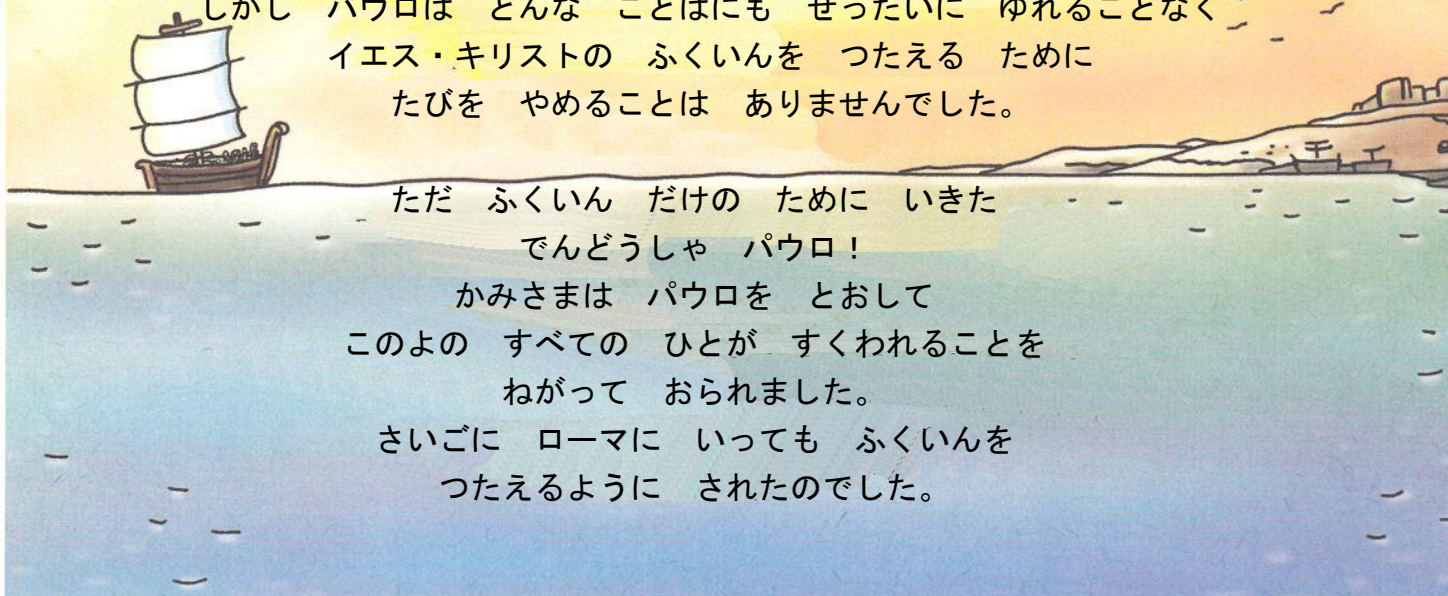 しかし　パウロは　どんな　ことばにも　ぜったいに　ゆれることなく
イエス・キリストの　ふくいんを　つたえる　ために
たびを　やめることは　ありませんでした。
ただ　ふくいん　だけの　ために　いきた
でんどうしゃ　パウロ！
かみさまは　パウロを　とおして
このよの　すべての　ひとが　すくわれることを
ねがって　おられました。
さいごに　ローマに　いっても　ふくいんを
つたえるように　されたのでした。